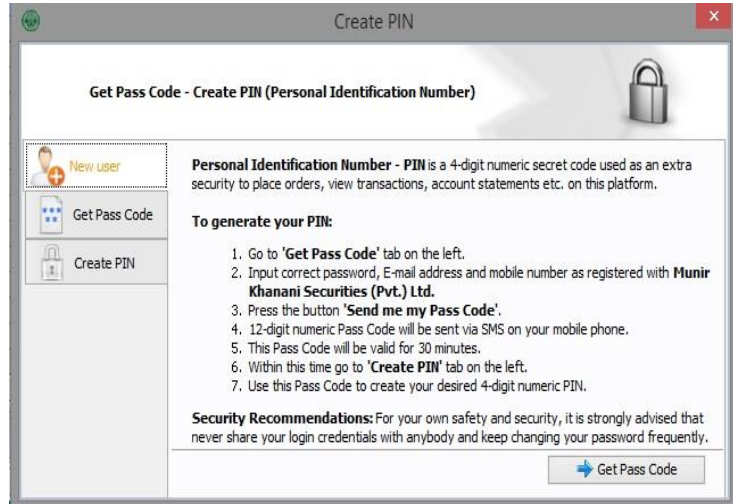 Create PIN
Get Pass Code - Create PIN (Personal Identification Number)
New user
Get Pass Code
Create PIN
Personal Identification Number - PIN is a 4-digit numeric secret code used as an extra
security to place orders, view transactions, account statements etc. on this platform.
To generate your PIN:
1. Go to 'Get Pass Code' tab on the left.
2. Input correct password, E-mail address and mobile number as registered with Munir
Khanani Securities (Pvt.) Ltd.
3. Press the button 'Send me my Pass Code'.
4. 12-digit numeric Pass Code will be sent via SMS on your mobile phone.
5. This Pass Code will be valid for 30 minutes.
6. Within this time go to 'Create PIN' tab on the left.
7. Use this Pass Code to create your desired 4-digit numeric PIN.
Security Recommendations: For your own safety and security, it is strongly advised that
never share your login credentials with anybody and keep changing your password frequently.
Get Pass Code